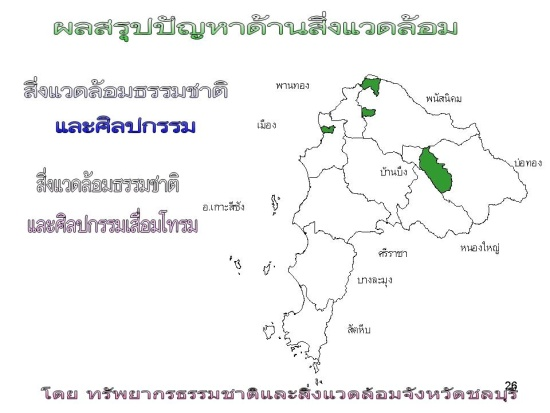 ผลสรุปปัญหาด้านสิ่งแวดล้อม
สิ่งแวดล้อมธรรมชาติ
และศิลปกรรม
สิ่งแวดล้อมธรรมชาติ
และศิลปกรรมเสื่อมโทรม
พานทอง
พนัสนิคม
เมือง
บ่อทอง
บ้านบึง
อ.เกาะสีชัง
หนองใหญ่
ศรีราชา
บางละมุง
สัตหีบ
26
โดย ทรัพยากรธรรมชาติและสิ่งแวดล้อมจังหวัดชลบุรี